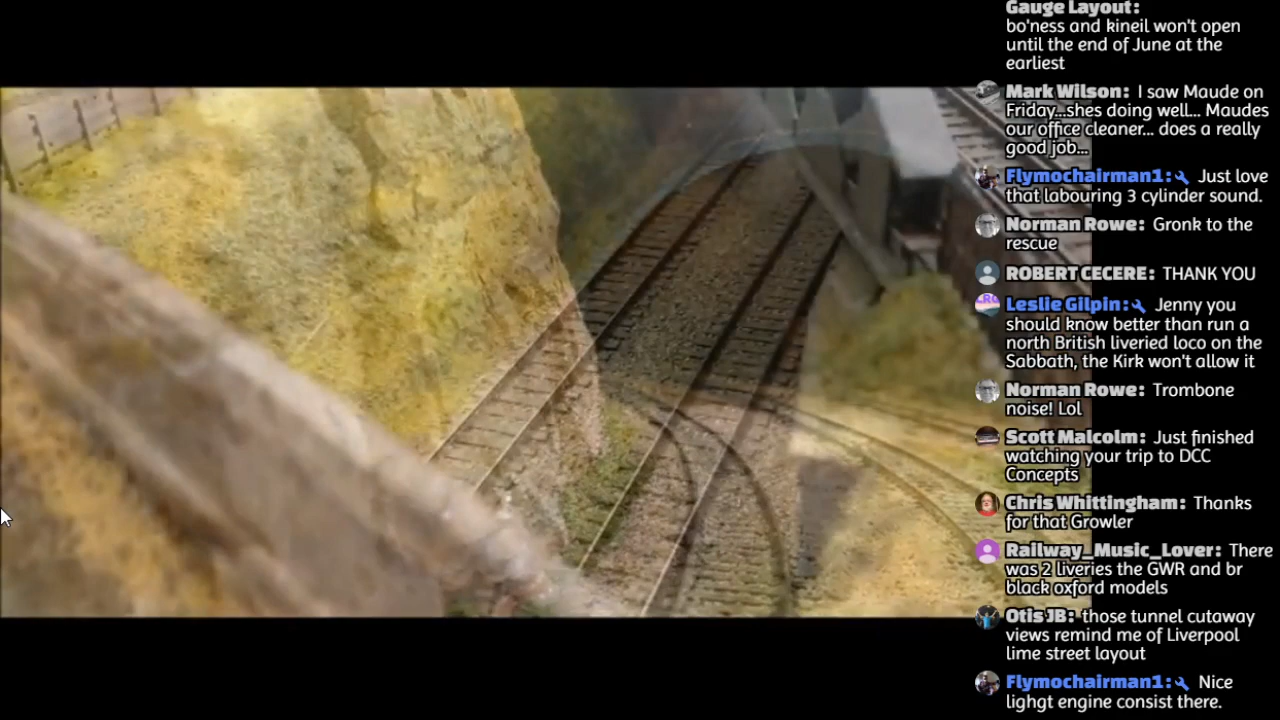 Gauge Layout:
bo'ness and kineil won't open
until the end of June at the
earliest
Mark Wilson: I saw Maude on
Friday...shes doing well... Maudes
our office cleaner... does a really
good job...
Flymochairman1: Just love
that labouring 3 cylinder sound.
Norman Rowe: Gronk to the
rescue
ROBERT CECERE: THANK YOU
Leslie Gilpin: Jenny you
should know better than run a
north British liveried loco on the
Sabbath, the Kirk won't allow it
Norman Rowe: Trombone
noise! Lol
Scott Malcolm: Just finished
watching your trip to DCC
Concepts
Chris Whittingham: Thanks
for that Growler
Railway_Music_Lover: There
was 2 liveries the GWR and br
black oxford models
Otis JB: those tunnel cutaway
views remind me of Liverpool
lime street layout
Flymochairman1: Nice
lighgt engine consist there.